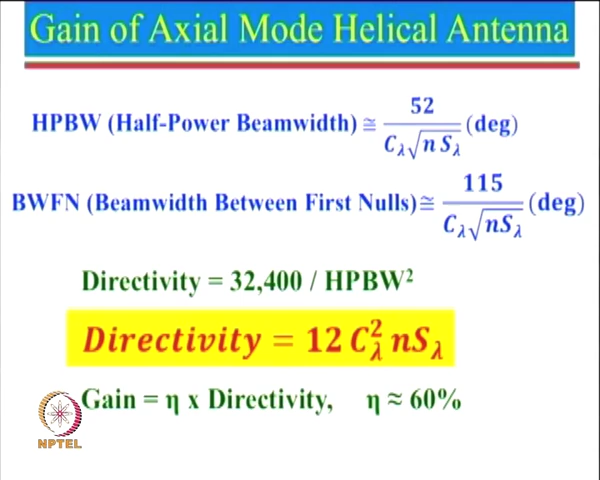 Gain of Axial Mode Helical Antenna
HPBW (Half-Power Beamwidth) ≅ 52 / C_λ√(n S_λ) (deg)
BWFN (Beamwidth Between First Nulls) ≅ 115 / C_λ√(nS_λ) (deg)
Directivity = 32,400 / HPBW²
Directivity = 12 C_λ² nS_λ
Gain = η x Directivity, η ≈ 60%
NPTEL